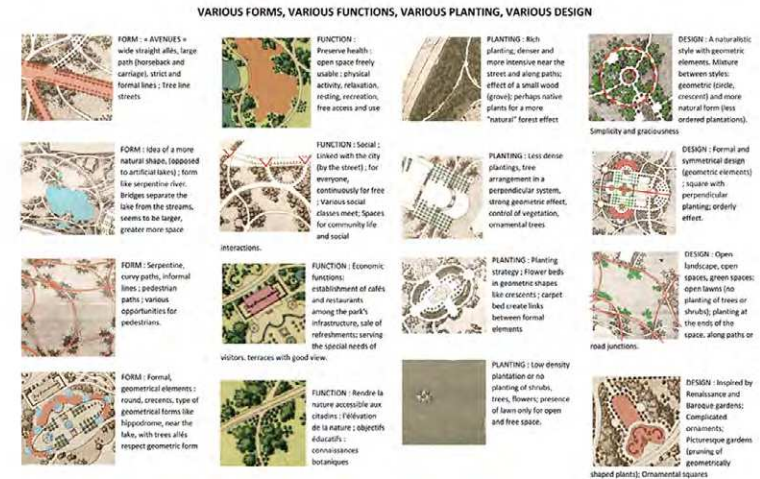 VARIOUS FORMS, VARIOUS FUNCTIONS, VARIOUS PLANTING, VARIOUS DESIGN
FORM : « AVENUES »
wide straight allés, large
path (horseback and
carriage), strict and
formal lines ; Tree line
streets
FORM : Idea of a more
natural shape, (opposed
to artificial lakes) ; form
like serpentine river.
Bridges separate the
lake from the streams,
seems to be larger,
greater more space
FORM : Serpentine,
curvy paths, informal
lines ; pedestrian
paths ; various
opportunities for
pedestrians.
FORM : Formal,
geometrical elements :
round, crecents, type of
geometrical forms like
hippodrome, near the
lake, with trees allés
respect geometric form
FUNCTION :
Preserve health :
open space freely
usable ; physical
activity, relaxation,
resting, recreation,
free access and use
FUNCTION : Social ;
Linked with the city
(by the street) ; for
everyone,
continuously for free
; Various social
classes meet; Spaces
for community life
and social
interactions.
FUNCTION : Economic
functions:
establishment of cafés
and restaurants
among the park's
infrastructure, sale of
refreshments; serving
the special needs of
visitors, terraces with good view.
FUNCTION : Rendre la
nature accessible aux
citadins : l'élévation
de la nature ; objectifs
éducatifs :
connaissances
botaniques
PLANTING : Rich
planting; denser and
more intensive near the
street and along paths;
effect of a small wood
(grove); perhaps native
plants for a more
"natural" forest effect
PLANTING : Less dense
plantings, tree
arrangement in a
perpendicular system,
strong geometric effect,
control of vegetation,
ornamental trees
PLANTING : Planting
strategy ; Flower beds
in geometric shapes
like crescents ; carpet
bed create links
between formal
elements
PLANTING : Low density
plantation or no
planting of shrubs,
trees, flowers; presence
of lawn only for open
and free space.
DESIGN : A naturalistic
style with geometric
elements. Mixture
between styles:
geometric (circle,
crescent) and more
natural form (less
ordered plantations).
Simplicity and graciousness
DESIGN : Formal and
symmetrical design
(geometric elements)
; square with
perpendicular
planting; orderly
effect.
DESIGN : Open
landscape, open
spaces, green spaces;
open lawns (no
planting of trees or
shrubs); planting at
the ends of the
space, along paths or
road junctions.
DESIGN : Inspired by
Renaissance and
Baroque gardens;
Complicated
ornaments;
Picturesque gardens
(pruning of
geometrically
shaped plants); Ornamental squares